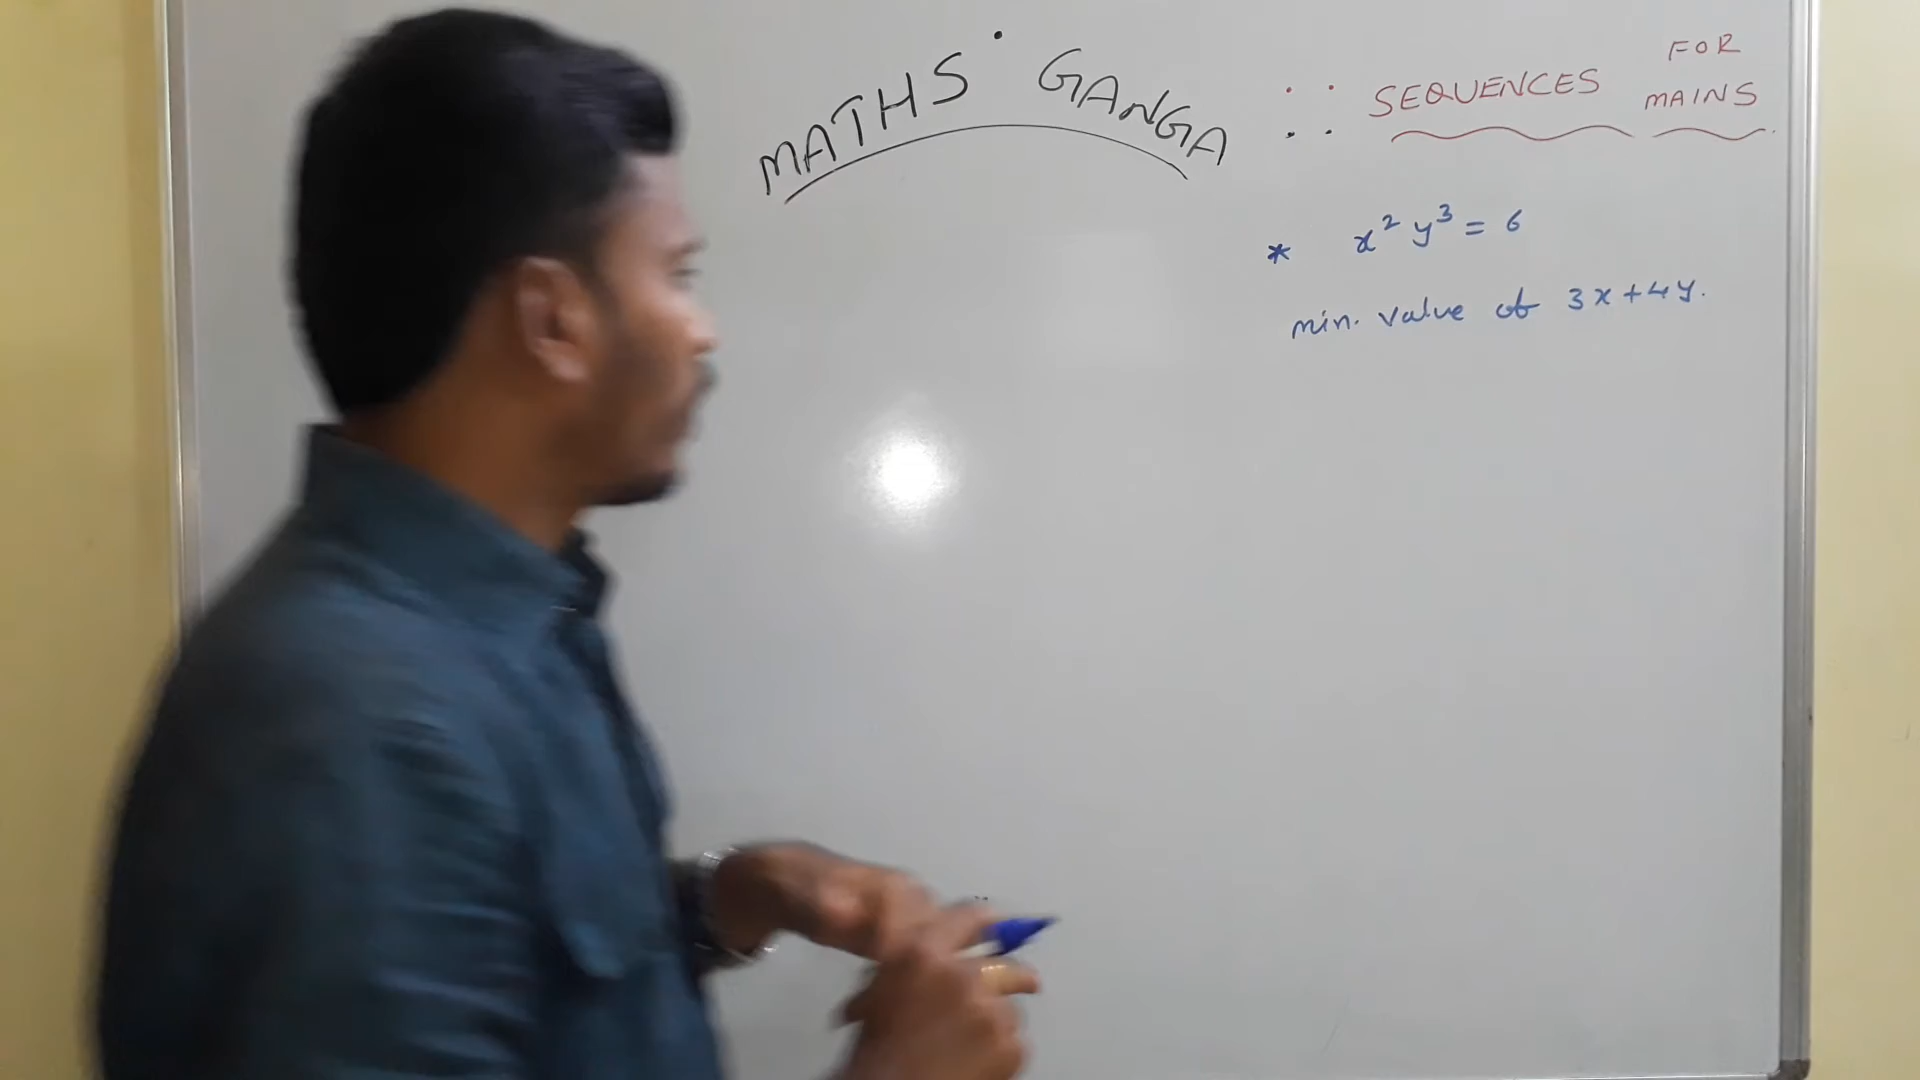 MATHS GANGA :: SEQUENCES FOR MAINS
* x² y³ = 6
min. value of 3x+4y.